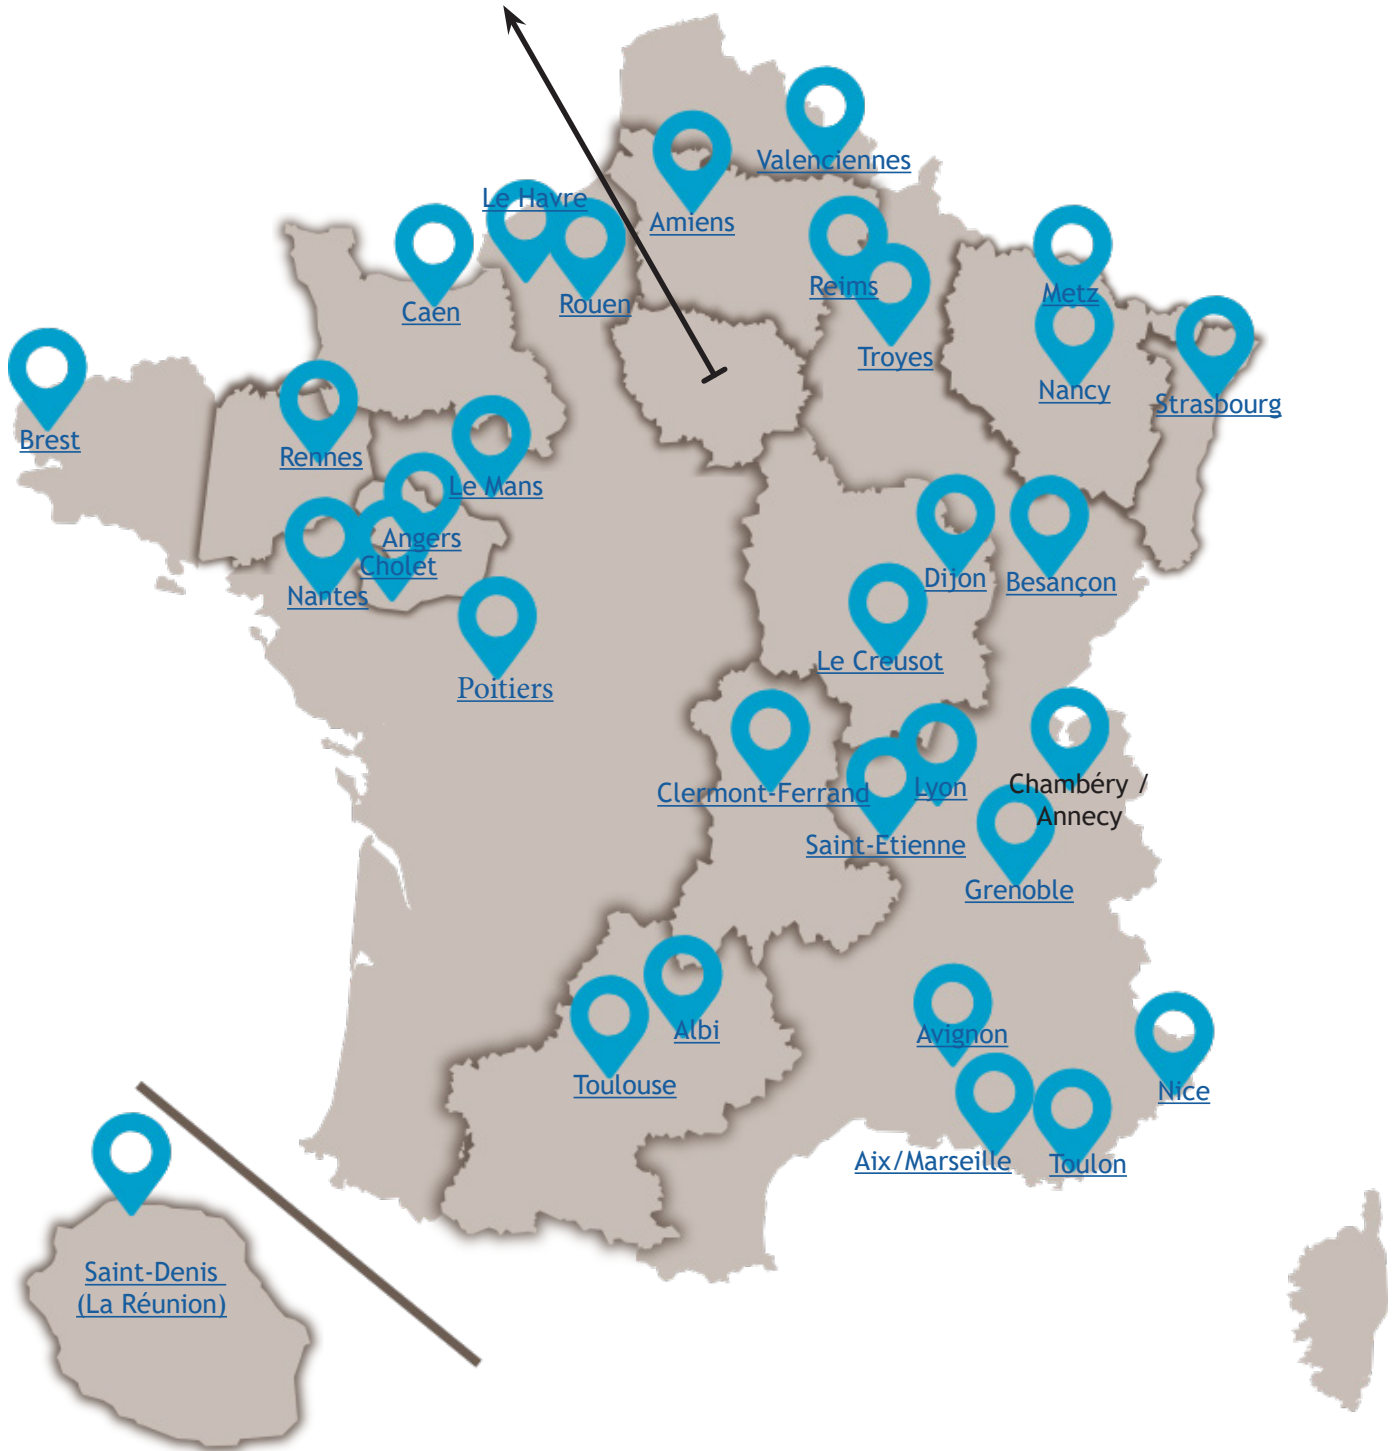 Valenciennes
Le Havre
Amiens
Reims
Metz
Rouen
Caen
Troyes
Nancy
Strasbourg
Brest
Rennes
Le Mans
Angers
Cholet
Nantes
Dijon
Besançon
Le Creusot
Poitiers
Chambéry /
Annecy
Clermont-Ferrand
Lyon
Saint-Etienne
Grenoble
Albi
Avignon
Toulouse
Nice
Aix/Marseille
Toulon
Saint-Denis
(La Réunion)